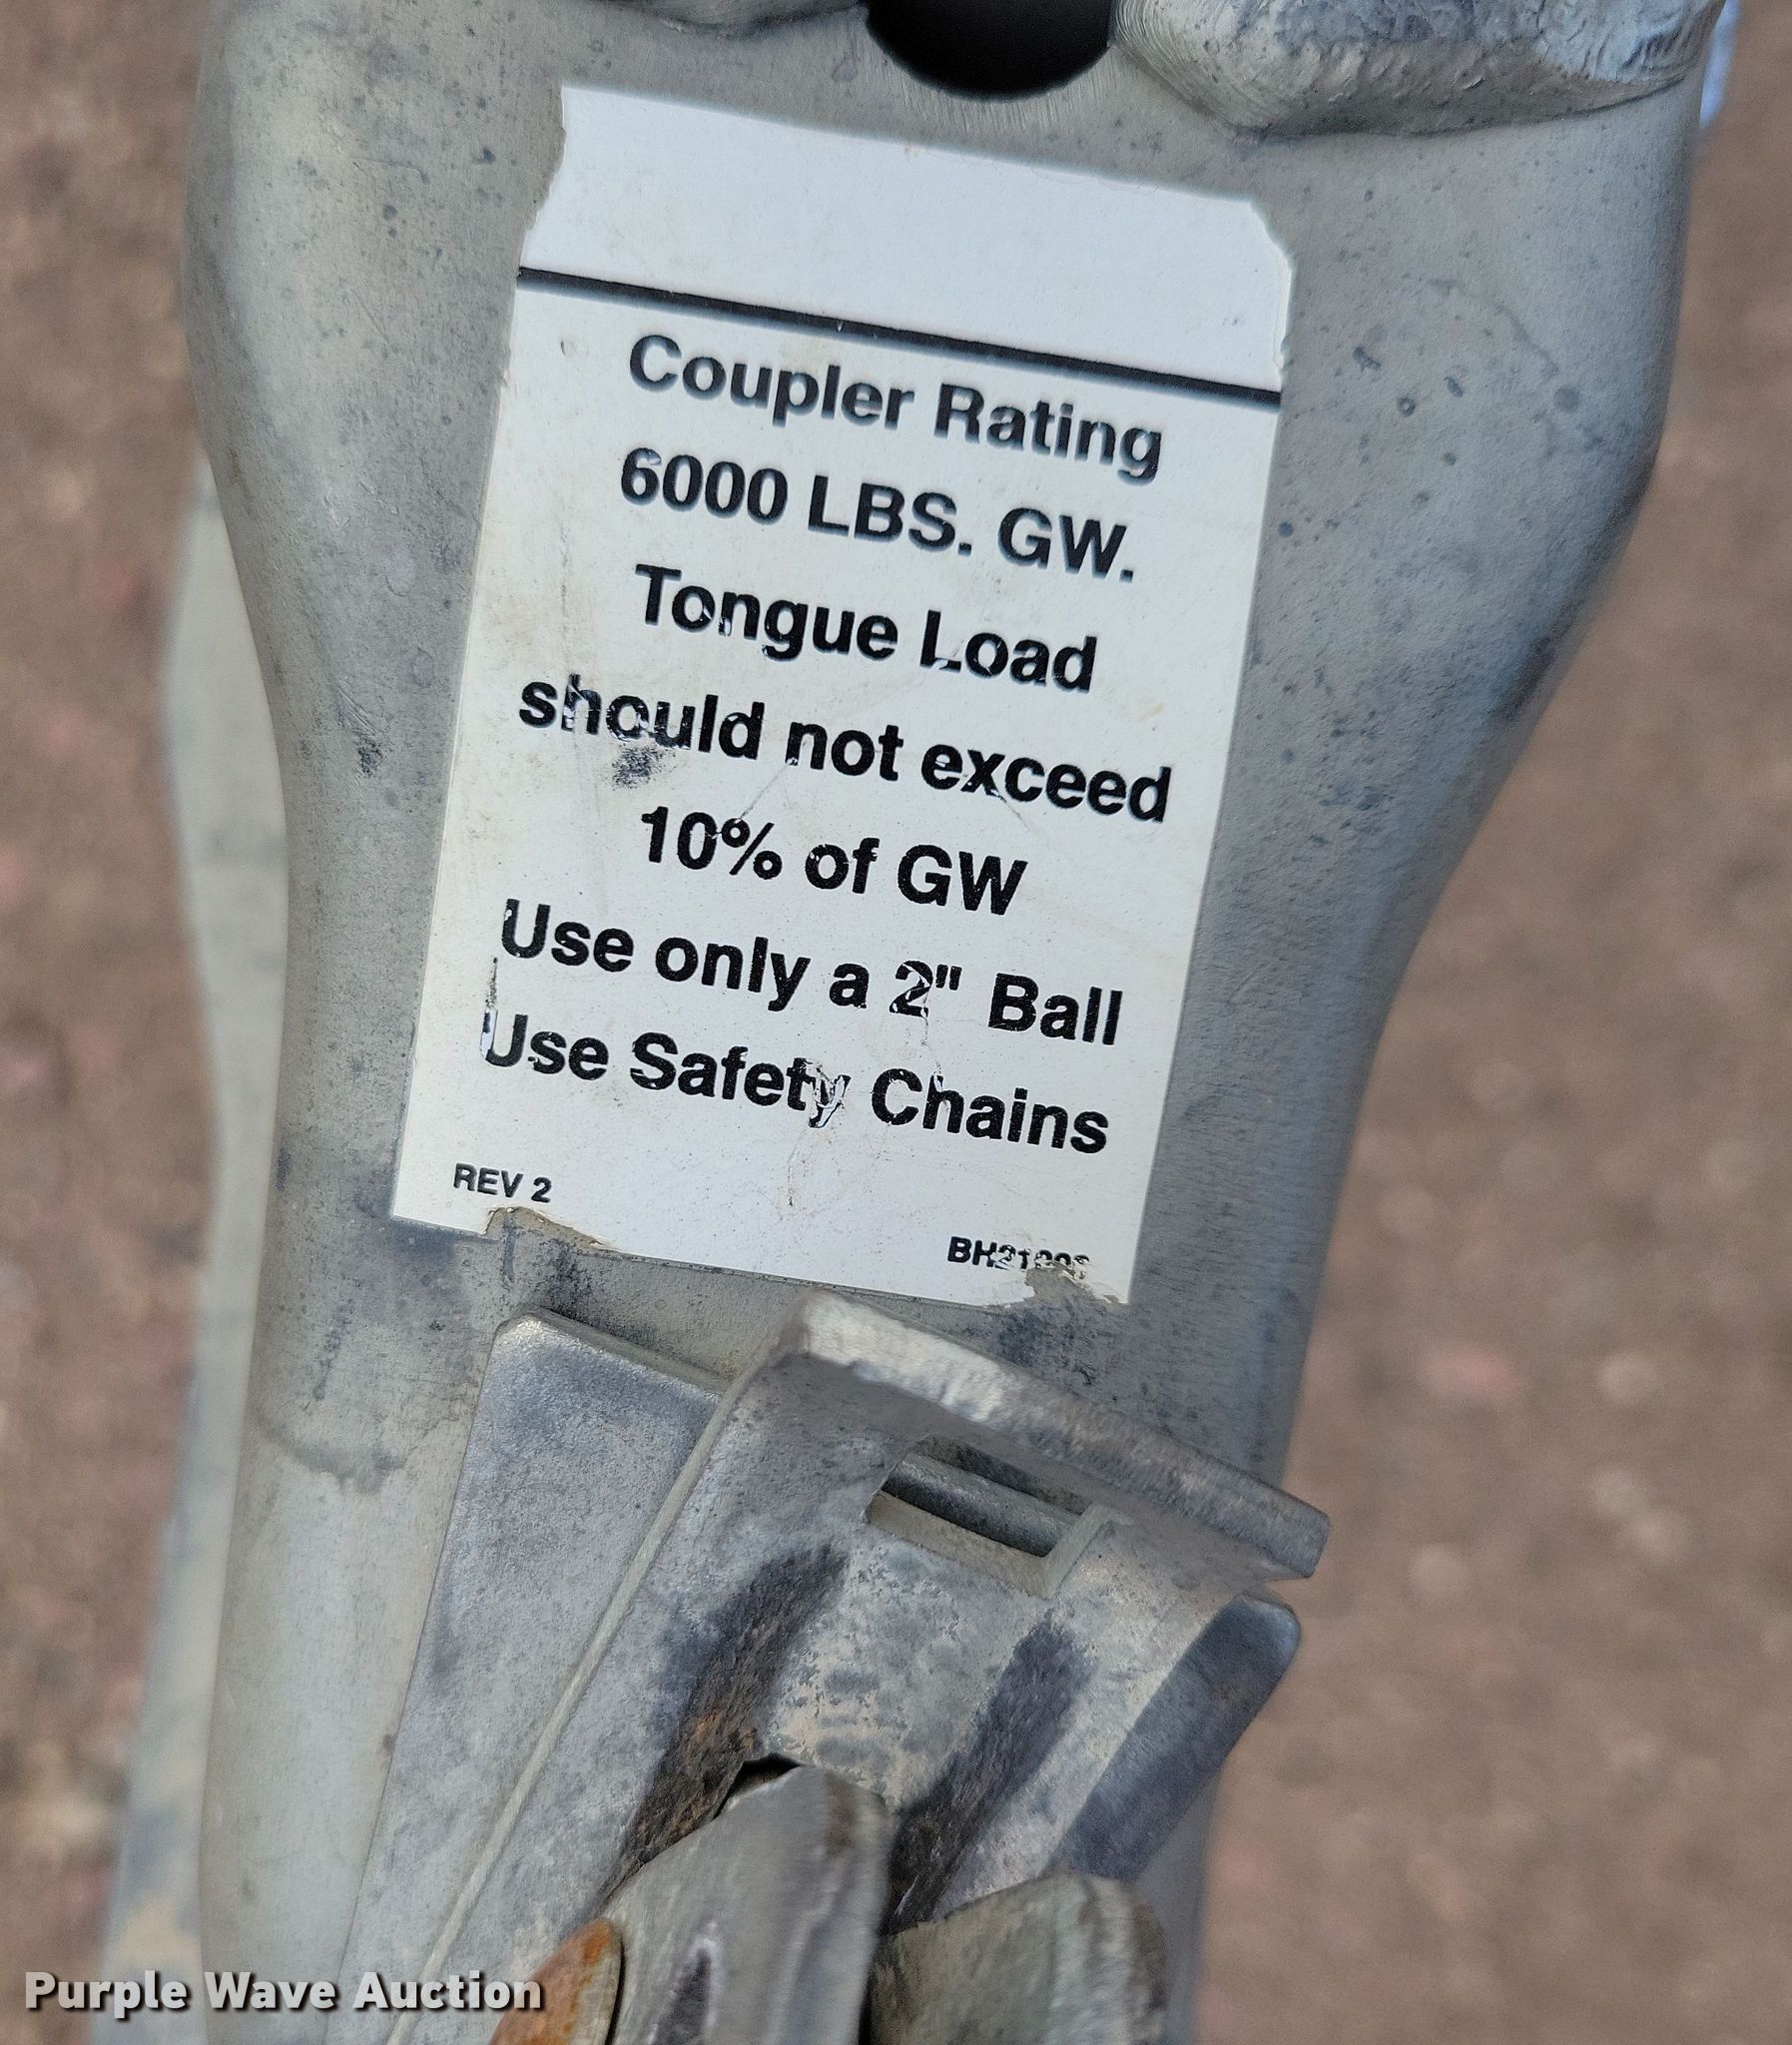 Coupler Rating
6000 LBS. GW.
Tongue Load
should not exceed
10% of GW
Use only a 2" Ball
Use Safety Chains
REV 2
Purple Wave Auction